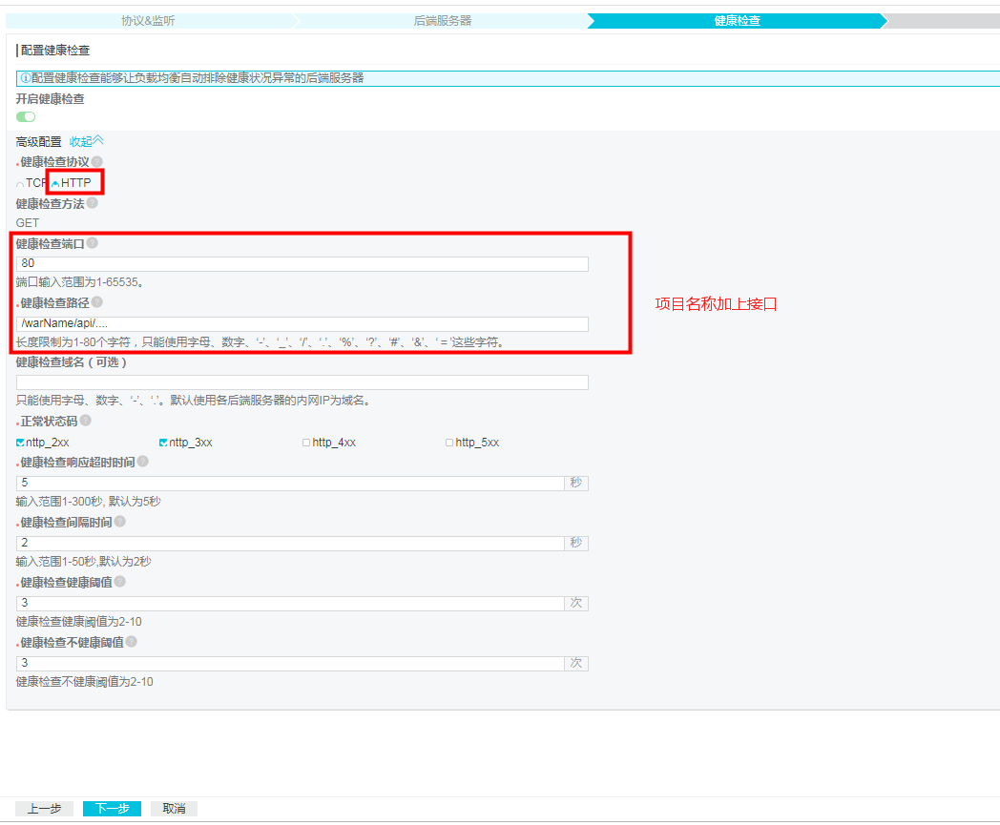 协议&监听 后端服务器 健康检查
配置健康检查
配置健康检查能够让负载均衡自动排除健康状况异常的后端服务器
开启健康检查
高级配置 收起
健康检查协议
TCP HTTP
健康检查方法
GET
健康检查端口
80
端口输入范围为1-65535。
健康检查路径
/warName/api/....
项目名称加上接口
长度限制为1-80个字符，只能使用字母、数字、‘-’、‘_’、‘/’、‘.’、‘%’、‘?’、‘#’、‘&’、‘ = ’这些字符。
健康检查域名 ( 可选 )
只能使用字母、数字、‘-’、‘.’。默认使用各后端服务器的内网IP为域名。
正常状态码
http_2xx http_3xx http_4xx http_5xx
健康检查响应超时时间
5 秒
输入范围1-300秒, 默认为5秒
健康检查间隔时间
2 秒
输入范围1-50秒,默认为2秒
健康检查健康阈值
3 次
健康检查健康阈值为2-10
健康检查不健康阈值
3 次
健康检查不健康阈值为2-10
上一步 下一步 取消